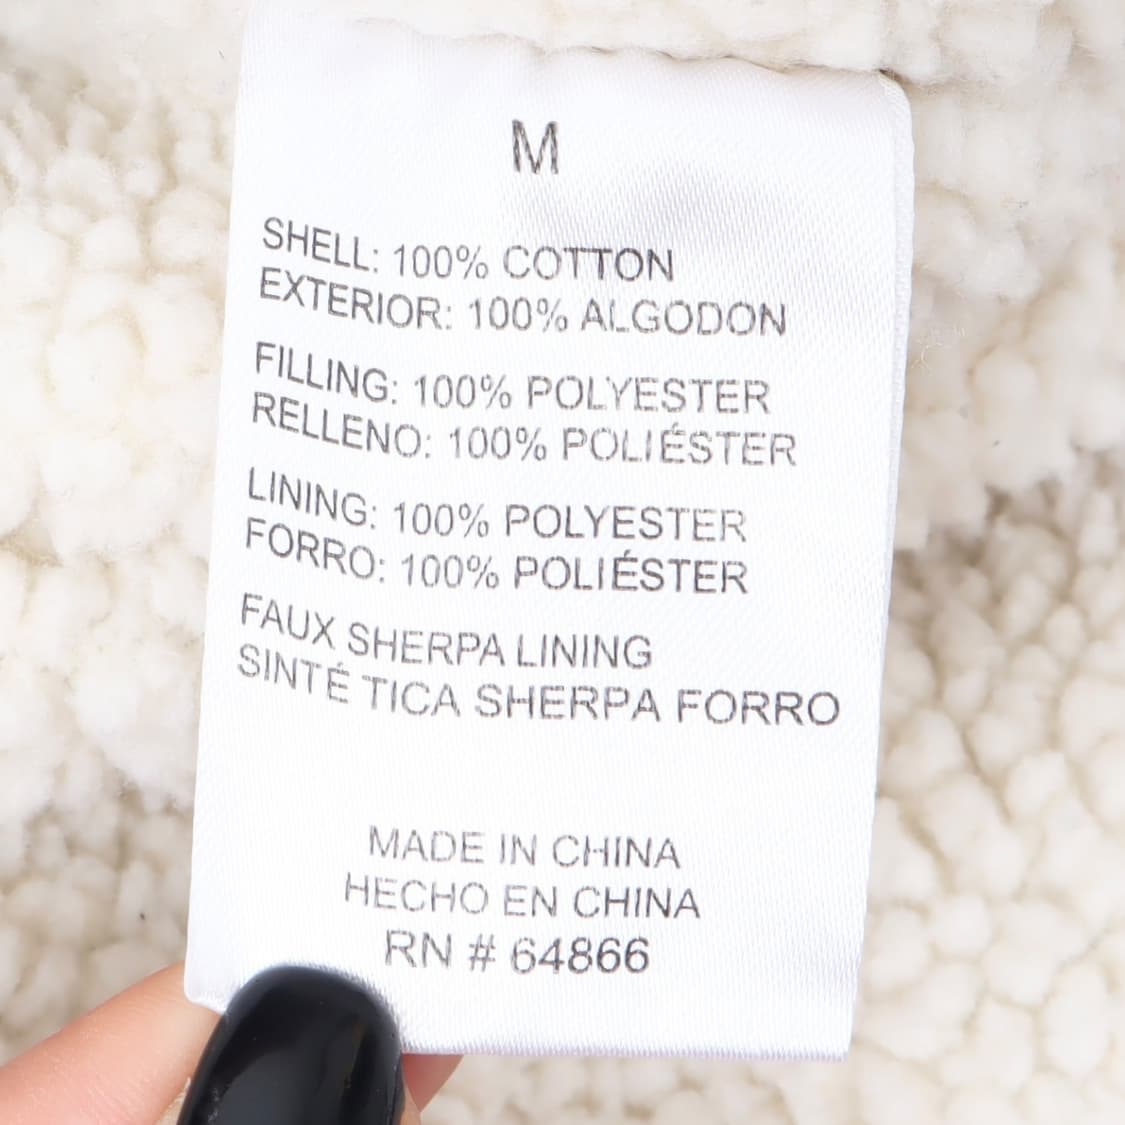 M
SHELL: 100% COTTON
EXTERIOR: 100% ALGODON
FILLING: 100% POLYESTER
RELLENO: 100% POLIÉSTER
LINING: 100% POLYESTER
FORRO: 100% POLIÉSTER
FAUX SHERPA LINING
SINTÉ TICA SHERPA FORRO
MADE IN CHINA
HECHO EN CHINA
RN # 64866